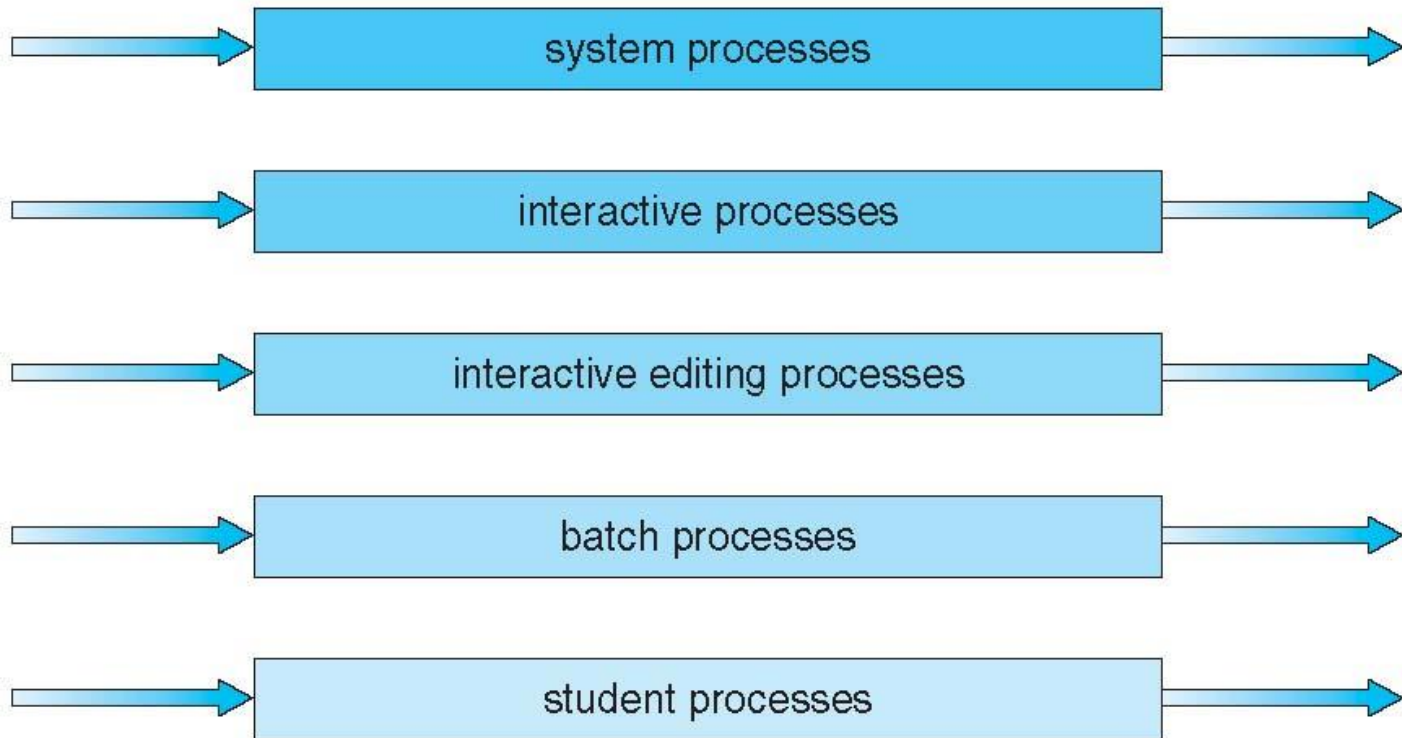 system processes
interactive processes
interactive editing processes
batch processes
student processes